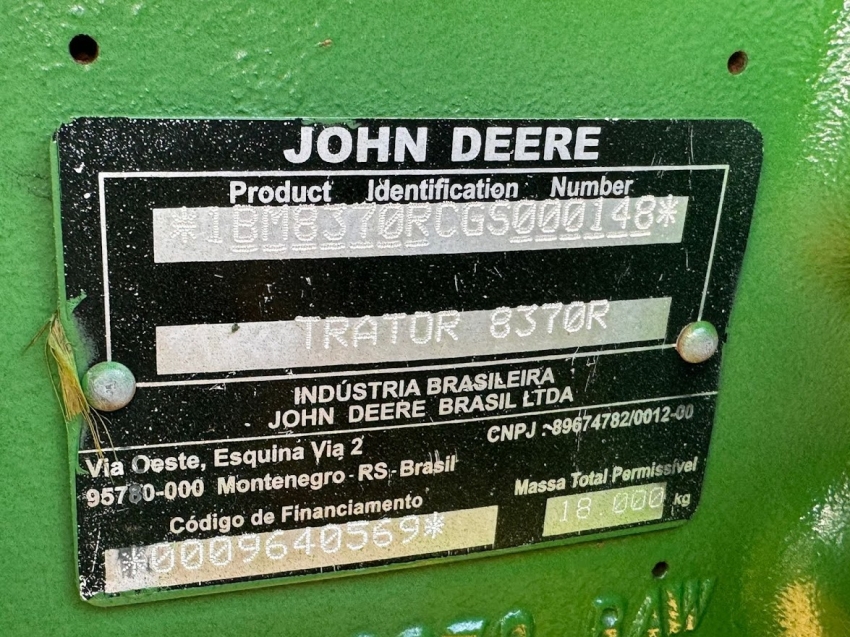 JOHN DEERE
Product Identification Number
*1BM8370RCGS000148*
TRATOR 8370R
INDÚSTRIA BRASILEIRA
JOHN DEERE BRASIL LTDA
CNPJ :89674782/0012-00
Via Oeste, Esquina Via 2
95780-000 Montenegro - RS - Brasil
Código de Financiamento
*0009640569*
Massa Total Permissível
18.000 kg